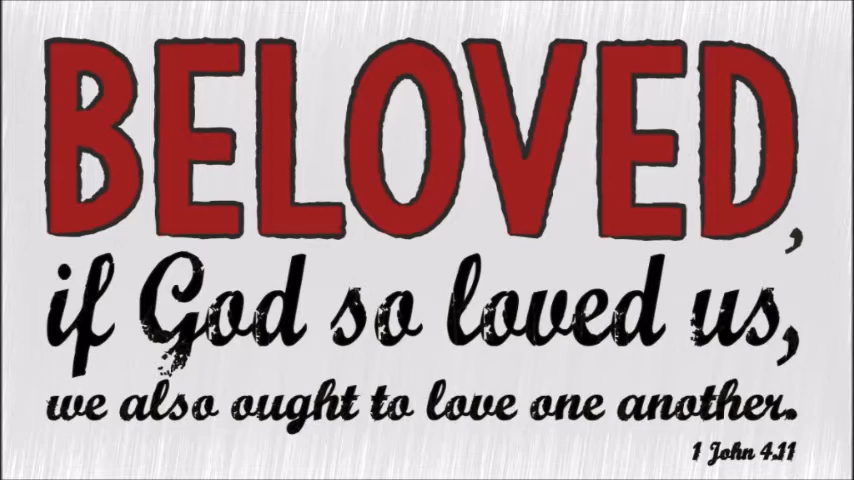 BELOVED,
if God so loved us,
we also ought to love one another.
1 John 4.11